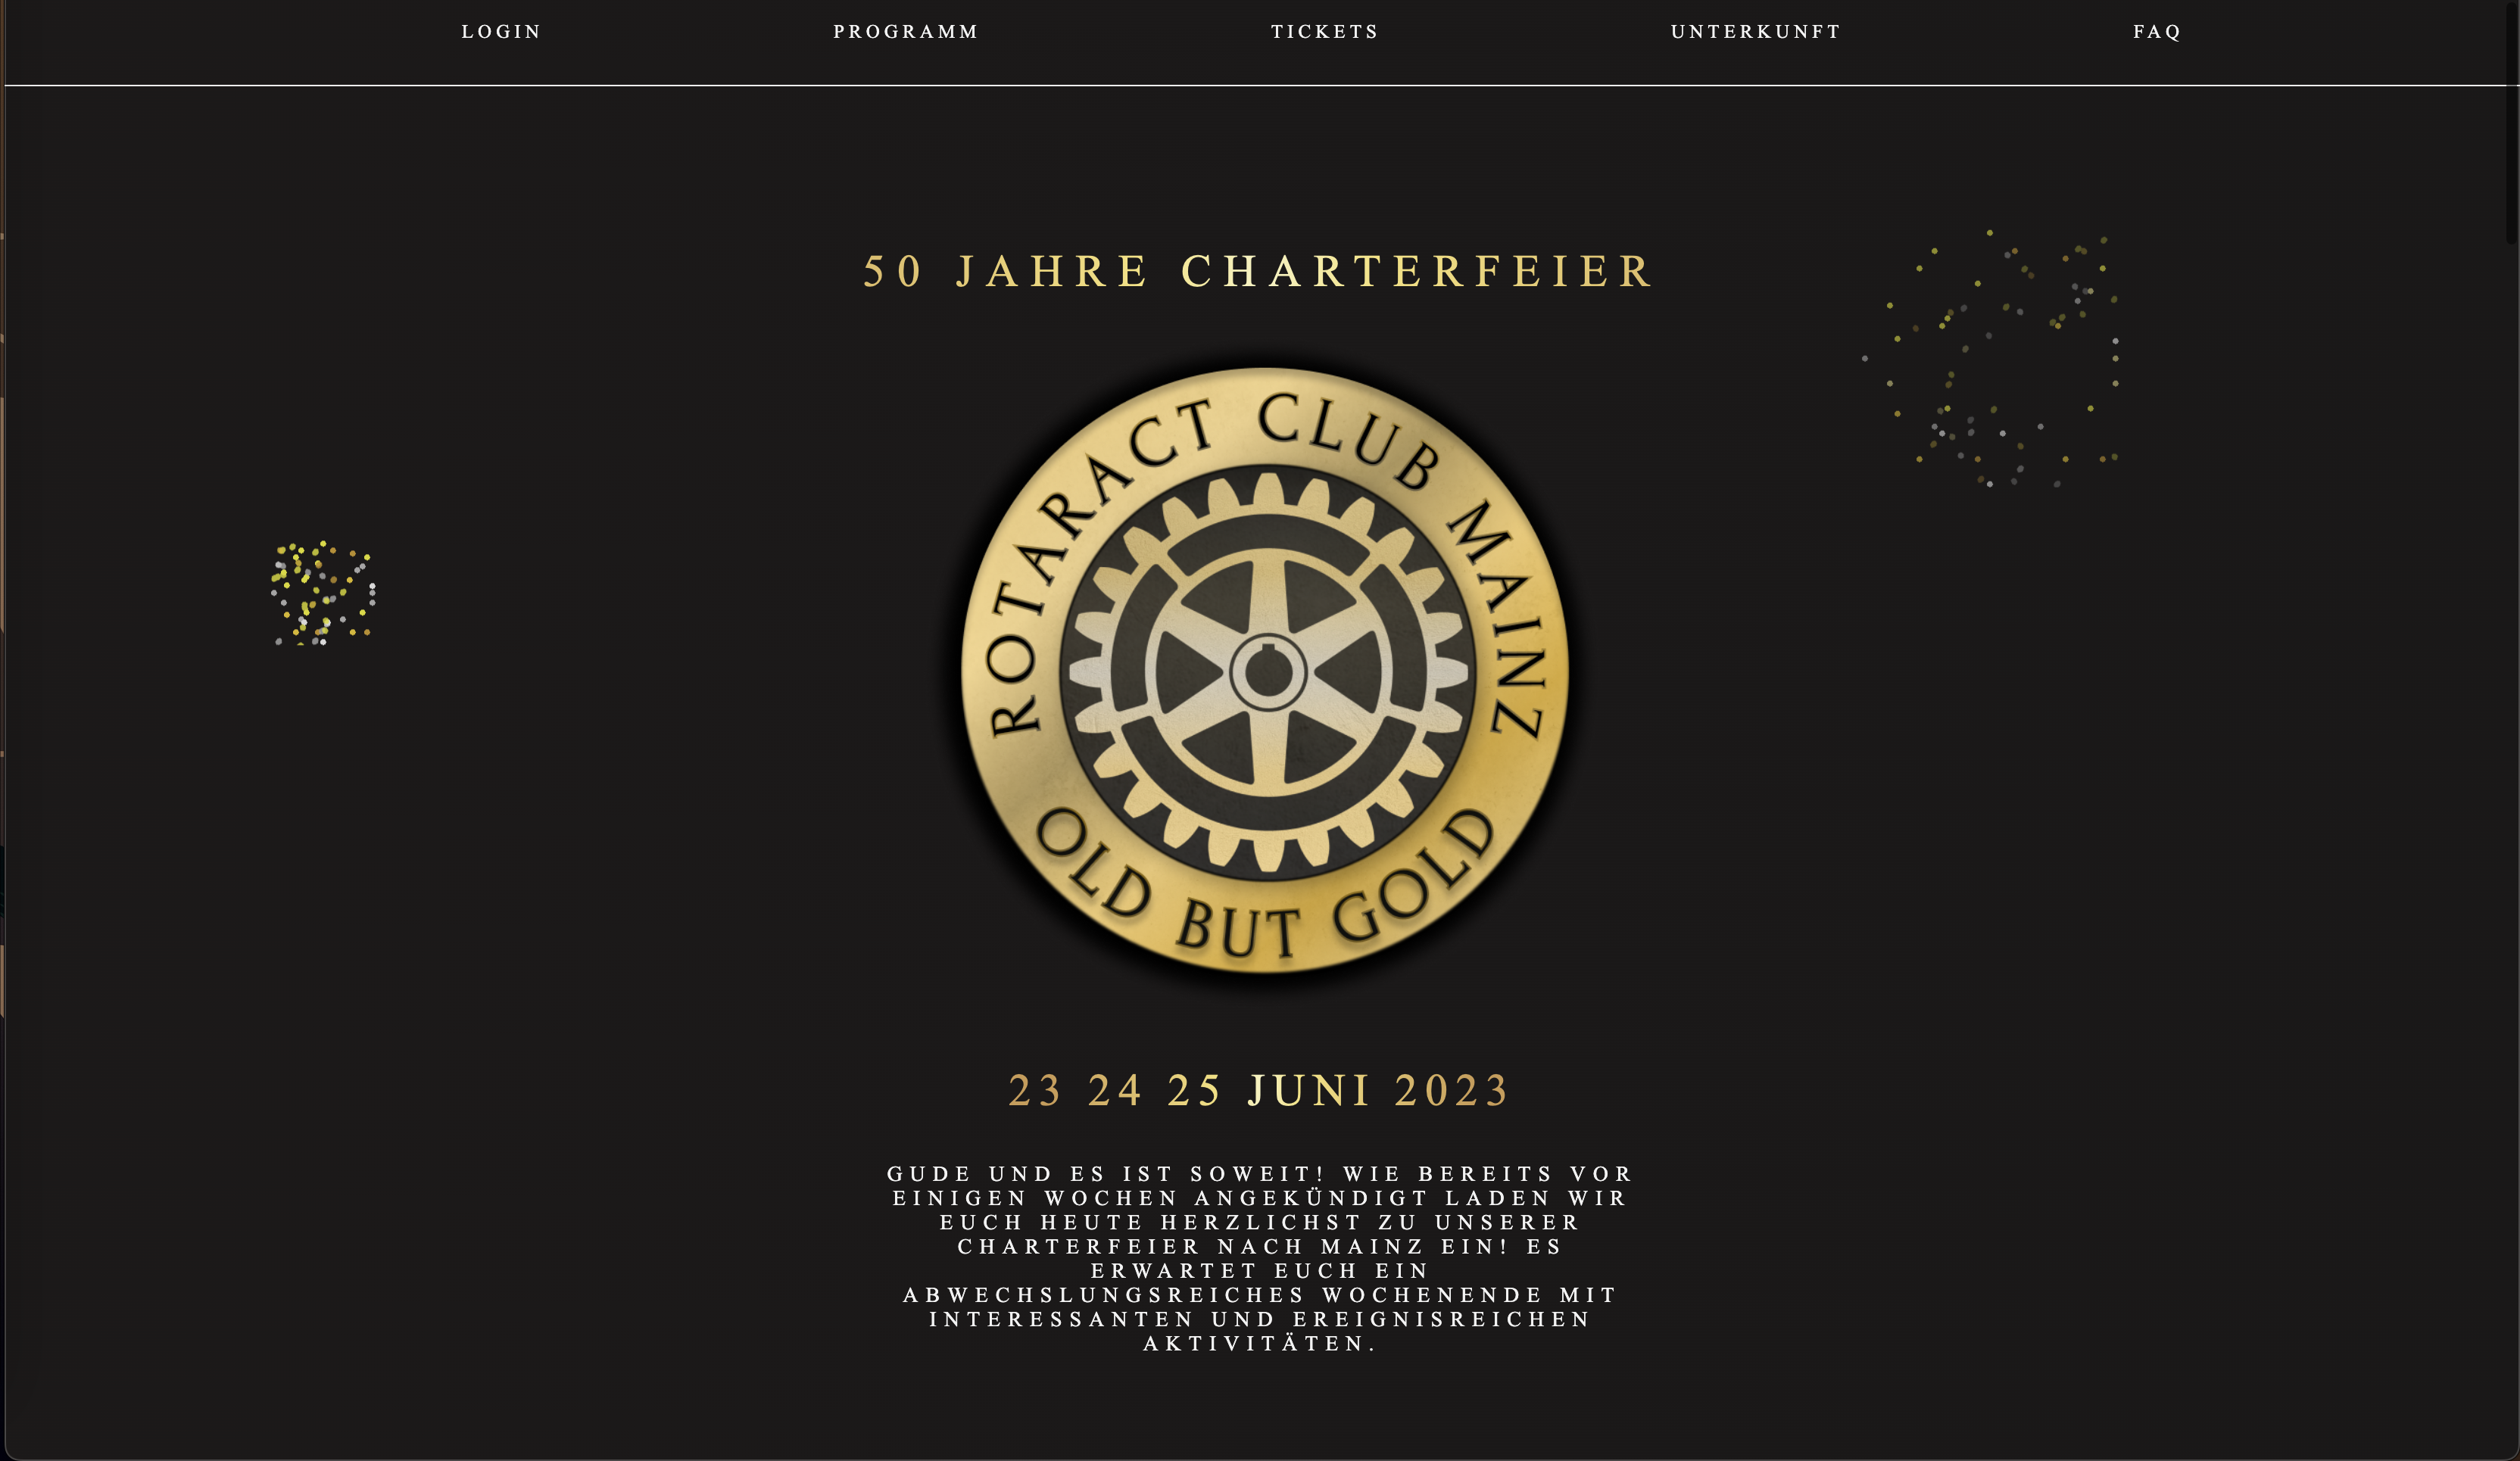 LOGIN
PROGRAMM
TICKETS
UNTERKUNFT
FAQ
50 JAHRE CHARTERFEIER
ROTARACT CLUB MAINZ
OLD BUT GOLD
23 24 25 JUNI 2023
GUDE UND ES IST SOWEIT! WIE BEREITS VOR
EINIGEN WOCHEN ANGEKÜNDIGT LADEN WIR
EUCH HEUTE HERZLICHST ZU UNSERER
CHARTERFEIER NACH MAINZ EIN! ES
ERWARTET EUCH EIN
ABWECHSLUNGSREICHES WOCHENENDE MIT
INTERESSANTEN UND EREIGNISREICHEN
AKTIVITÄTEN.